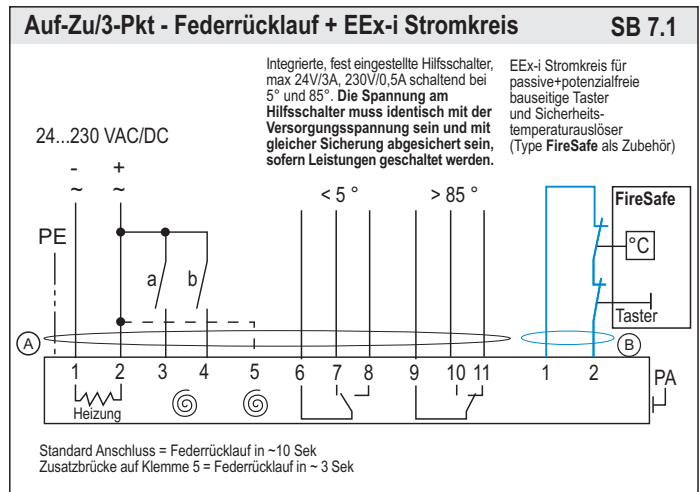 Auf-Zu/3-Pkt - Federrücklauf + EEx-i Stromkreis SB 7.1
Integrierte, fest eingestellte Hilfsschalter,
max 24V/3A, 230V/0,5A schaltend bei
5° und 85°. Die Spannung am
Hilfsschalter muss identisch mit der
Versorgungsspannung sein und mit
gleicher Sicherung abgesichert sein,
sofern Leistungen geschaltet werden.
EEx-i Stromkreis für
passive+potenzialfreie
bauseitige Taster
und Sicherheits-
temperaturauslöser
(Type FireSafe als Zubehör)
24...230 VAC/DC
- +
~ ~
< 5 ° > 85 °
FireSafe
PE
°C
a b
Taster
A B
1 2 3 4 5 6 7 8 9 10 11 1 2
PA
Heizung
Standard Anschluss = Federrücklauf in ~10 Sek
Zusatzbrücke auf Klemme 5 = Federrücklauf in ~ 3 Sek